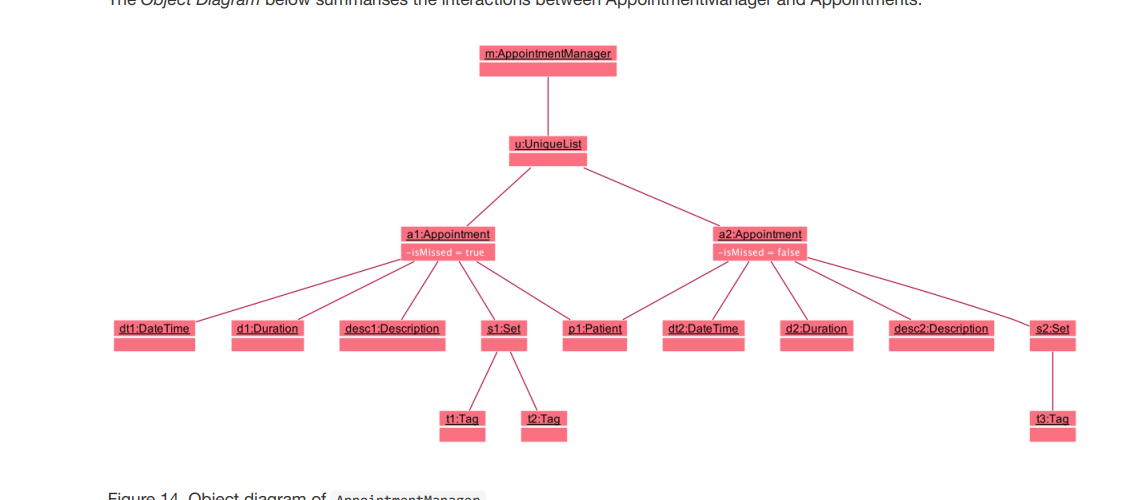 The Object Diagram below summarises the interactions between AppointmentManager and Appointments.
m:AppointmentManager
u:UniqueList
a1:Appointment
a2:Appointment
-isMissed = true
-isMissed = false
dt1:DateTime
d1:Duration
desc1:Description
s1:Set
p1:Patient
dt2:DateTime
d2:Duration
desc2:Description
s2:Set
t1:Tag
t2:Tag
t3:Tag
Figure 14. Object diagram of AppointmentManager